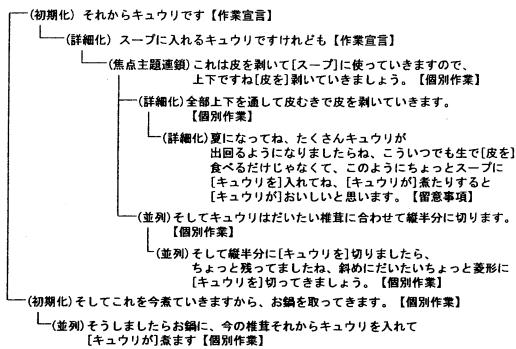 (初期化) それからキュウリです【作業宣言】
(詳細化) スープに入れるキュウリですけれども【作業宣言】
(焦点主題連鎖) これは皮を剥いて[スープ]に使っていきますので、
上下ですね[皮を]剥いていきましょう。【個別作業】
(詳細化) 全部上下を通して皮むきで皮を剥いていきます。
【個別作業】
(詳細化) 夏になってね、たくさんキュウリが
出回るようになりましたらね、こういつでも生で[皮を]
食べるだけじゃなくて、このようにちょっとスープに
[キュウリを]入れてね、[キュウリが]煮たりすると
[キュウリが]おいしいと思います。【留意事項】
(並列) そしてキュウリはだいたい椎茸に合わせて縦半分に切ります。
【個別作業】
(並列) そして縦半分に[キュウリを]切りましたら、
ちょっと残ってましたね、斜めにだいたいちょっと菱形に
[キュウリを]切ってきましょう。【個別作業】
(初期化) そしてこれを今煮ていきますから、お鍋を取ってきます。【個別作業】
(並列) そうしましたらお鍋に、今の椎茸それからキュウリを入れて
[キュウリが]煮ます【個別作業】